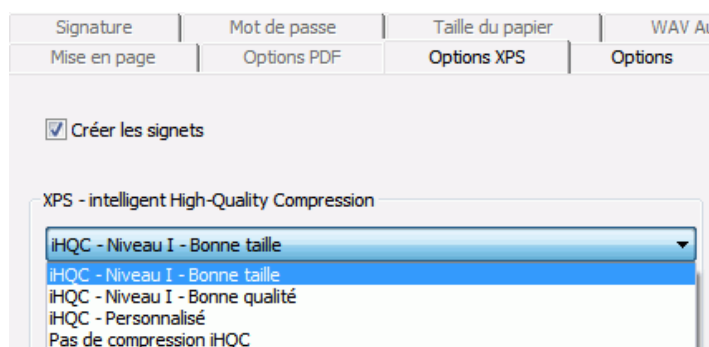 Signature Mot de passe Taille du papier WAV
Mise en page Options PDF Options XPS Options
Créer les signets
XPS - intelligent High-Quality Compression
iHQC - Niveau I - Bonne taille
iHQC - Niveau I - Bonne taille
iHQC - Niveau I - Bonne qualité
iHQC - Personnalisé
Pas de compression iHQC